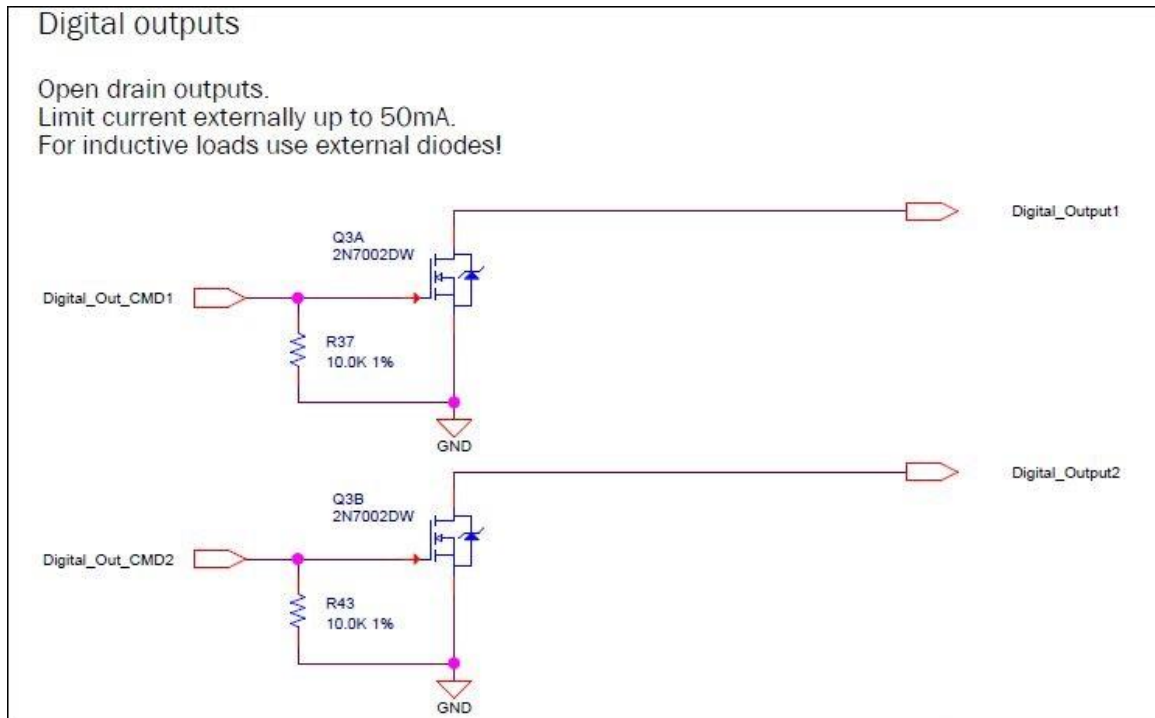 Digital outputs
Open drain outputs.
Limit current externally up to 50mA.
For inductive loads use external diodes!
Digital_Output1
Q3A
2N7002DW
Digital_Out_CMD1
R37
10.0K 1%
GND
Digital_Output2
Q3B
2N7002DW
Digital_Out_CMD2
R43
10.0K 1%
GND